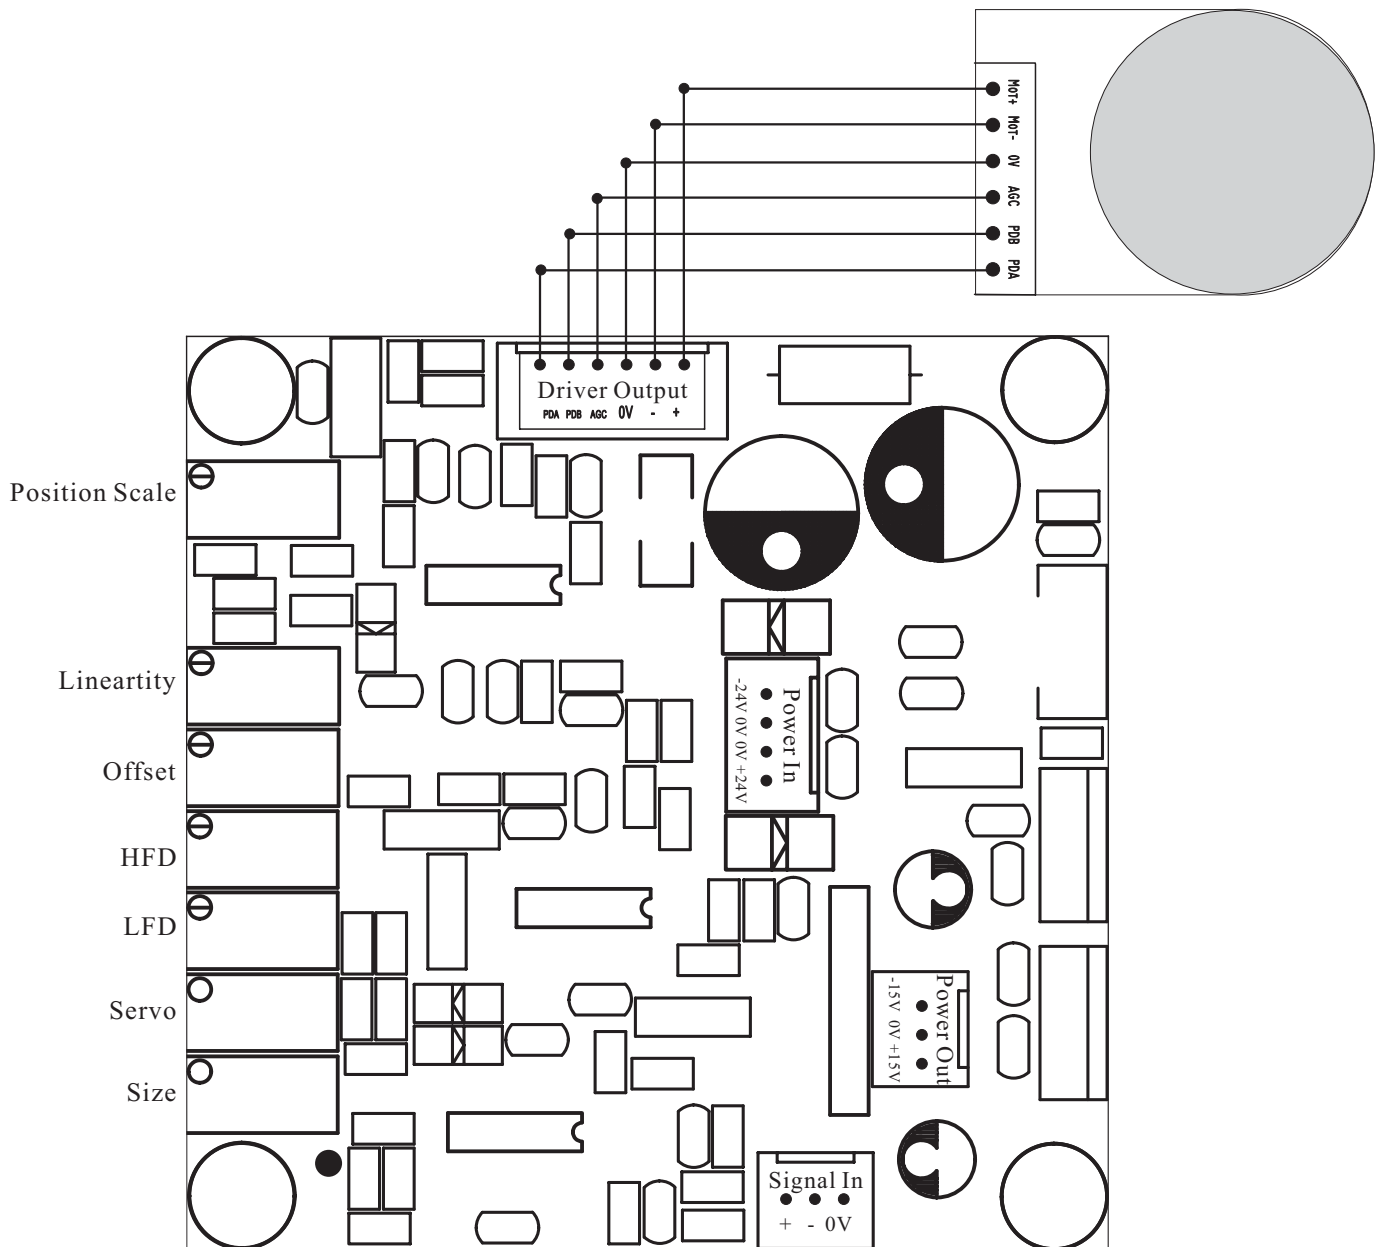 MOT+
MOT-
0V
AGC
PDB
PDA
Driver Output
PDA PDB AGC 0V - +
Position Scale
Lineartity
Offset
HFD
LFD
Servo
Size
Power In
-24V 0V 0V +24V
Power Out
-15V 0V +15V
Signal In
+ - 0V